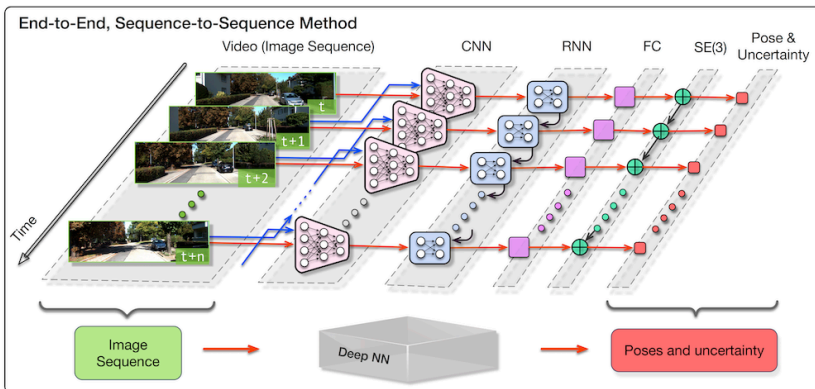 End-to-End, Sequence-to-Sequence Method
Video (Image Sequence)
CNN
RNN
FC
SE(3)
Pose &
Uncertainty
t
t+1
t+2
t+n
Time
Image
Sequence
Deep NN
Poses and uncertainty